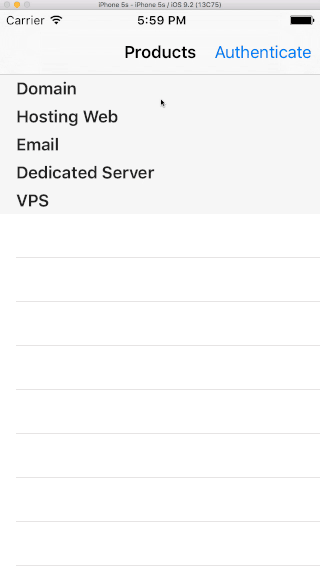 iPhone 5s - iPhone 5s / iOS 9.2 (13C75)
Carrier 5:59 PM
Products Authenticate
Domain
Hosting Web
Email
Dedicated Server
VPS